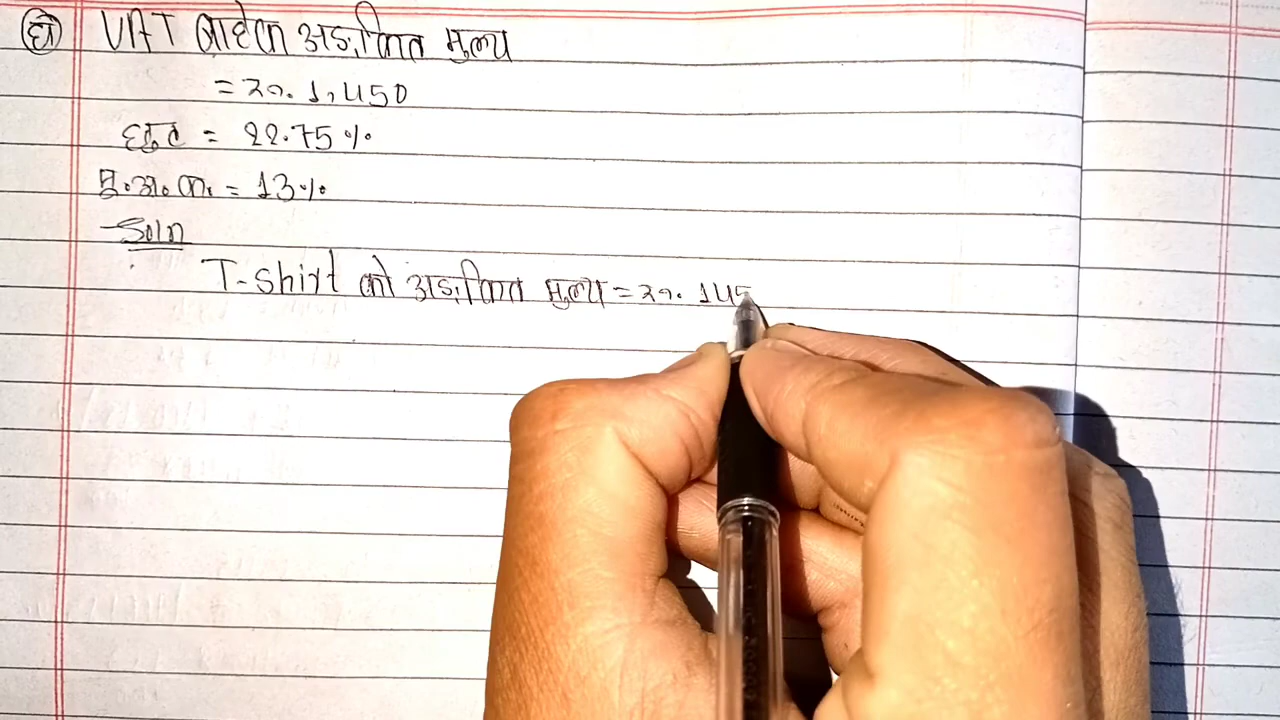 घ VAT बाहेक अङ्कित मुल्य
= रु. 1,450
छुट = 22.75%
मु.अ.क. = 13%
Soln
T-shirt को अङ्कित मुल्य = रु. 145